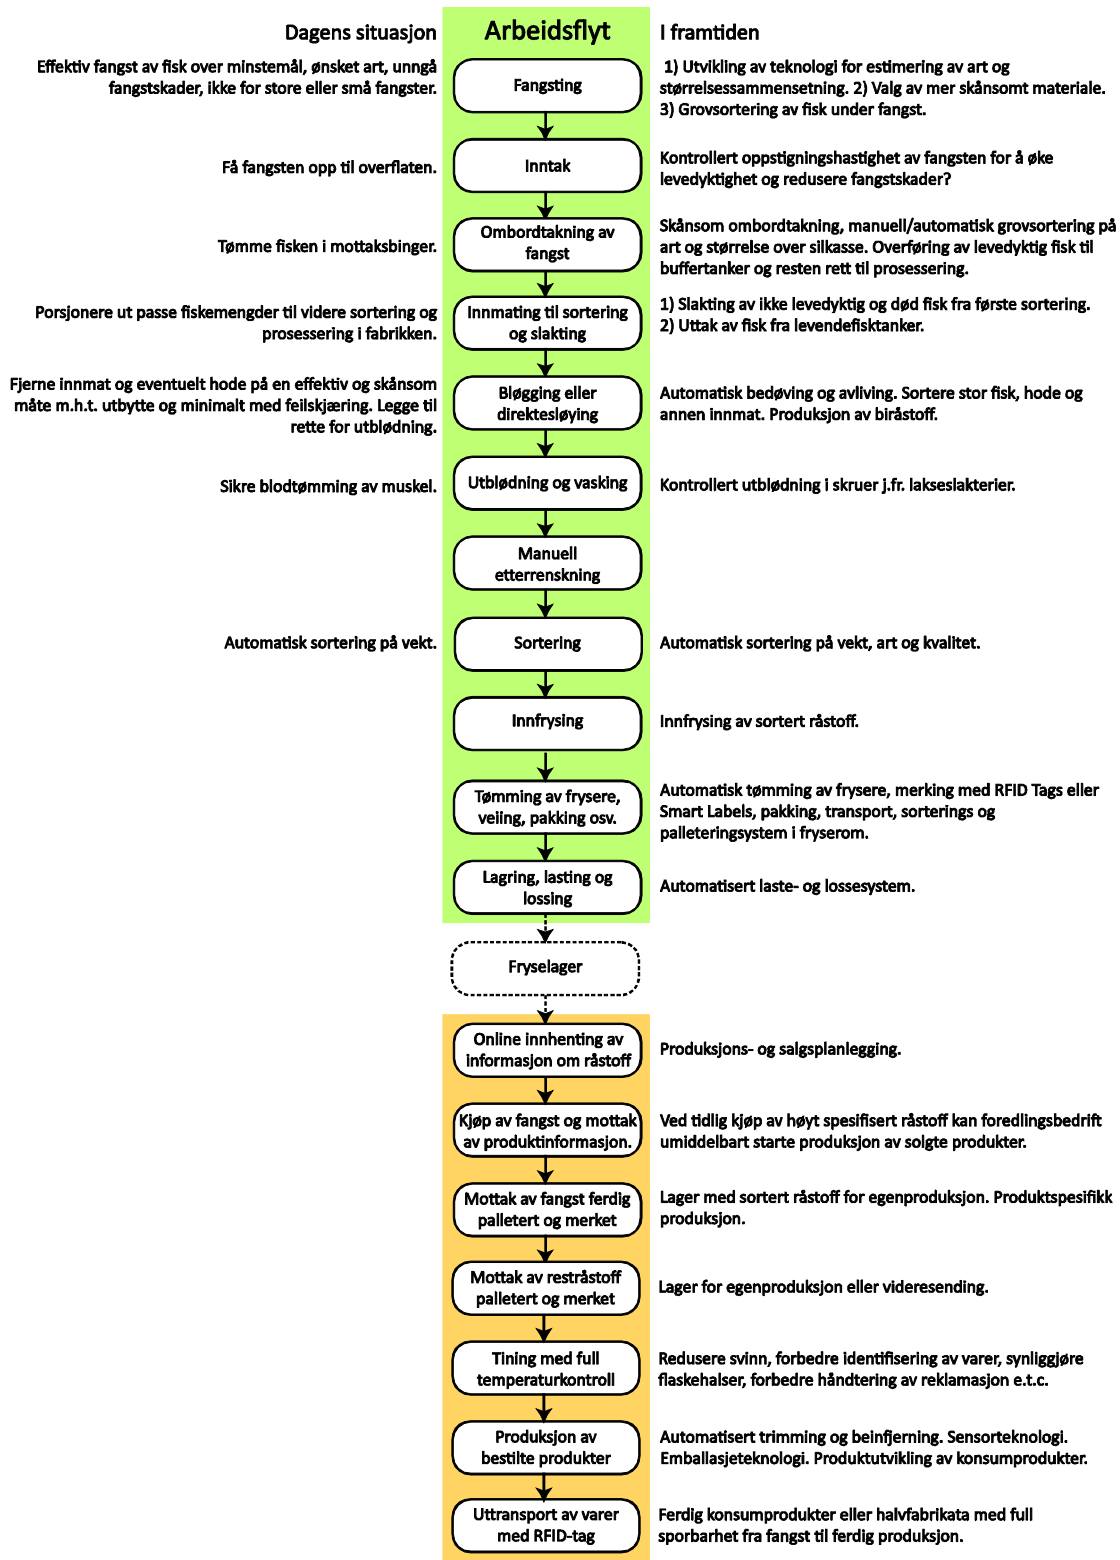 Dagens situasjon
Arbeidsflyt
I framtiden
Effektiv fangst av fisk over minstemål, ønsket art, unngå
fangstskader, ikke for store eller små fangster.
Fangsting
1) Utvikling av teknologi for estimering av art og
størrelsessammensetning. 2) Valg av mer skånsomt materiale.
3) Grovsortering av fisk under fangst.
Få fangsten opp til overflaten.
Inntak
Kontrollert oppstigningshastighet av fangsten for å øke
levedyktighet og redusere fangstskader?
Tømme fisken i mottaksbinger.
Ombordtakning av
fangst
Skånsom ombordtakning, manuell/automatisk grovsortering på
art og størrelse over silkasse. Overføring av levedyktig fisk til
buffertanker og resten rett til prosessering.
Porsjonere ut passe fiskemengder til videre sortering og
prosessering i fabrikken.
Innmating til sortering
og slakting
1) Slakting av ikke levedyktig og død fisk fra første sortering.
2) Uttak av fisk fra levendefisktanker.
Fjerne innmat og eventuelt hode på en effektiv og skånsom
måte m.h.t. utbytte og minimalt med feilskjæring. Legge til
rette for utblødning.
Bløgging eller
direktesløying
Automatisk bedøving og avliving. Sortere stor fisk, hode og
annen innmat. Produksjon av biråstoff.
Sikre blodtømming av muskel.
Utblødning og vasking
Kontrollert utblødning i skruer j.fr. lakseslakterier.
Manuell
etterrenskning
Automatisk sortering på vekt.
Sortering
Automatisk sortering på vekt, art og kvalitet.
Innfrysing
Innfrysing av sortert råstoff.
Tømming av frysere,
veiing, pakking osv.
Automatisk tømming av frysere, merking med RFID Tags eller
Smart Labels, pakking, transport, sorterings og
palleteringsystem i fryserom.
Lagring, lasting og
lossing
Automatisert laste- og lossesystem.
Fryselager
Online innhenting av
informasjon om råstoff
Produksjons- og salgsplanlegging.
Kjøp av fangst og mottak
av produktinformasjon.
Ved tidlig kjøp av høyt spesifisert råstoff kan foredlingsbedrift
umiddelbart starte produksjon av solgte produkter.
Mottak av fangst ferdig
palletert og merket
Lager med sortert råstoff for egenproduksjon. Produktspesifikk
produksjon.
Mottak av restråstoff
palletert og merket
Lager for egenproduksjon eller videresending.
Tining med full
temperaturkontroll
Redusere svinn, forbedre identifisering av varer, synliggjøre
flaskehalser, forbedre håndtering av reklamasjon e.t.c.
Produksjon av
bestilte produkter
Automatisert trimming og beinfjerning. Sensorteknologi.
Emballasjeteknologi. Produktutvikling av konsumprodukter.
Uttransport av varer
med RFID-tag
Ferdig konsumprodukter eller halvfabrikata med full
sporbarhet fra fangst til ferdig produksjon.